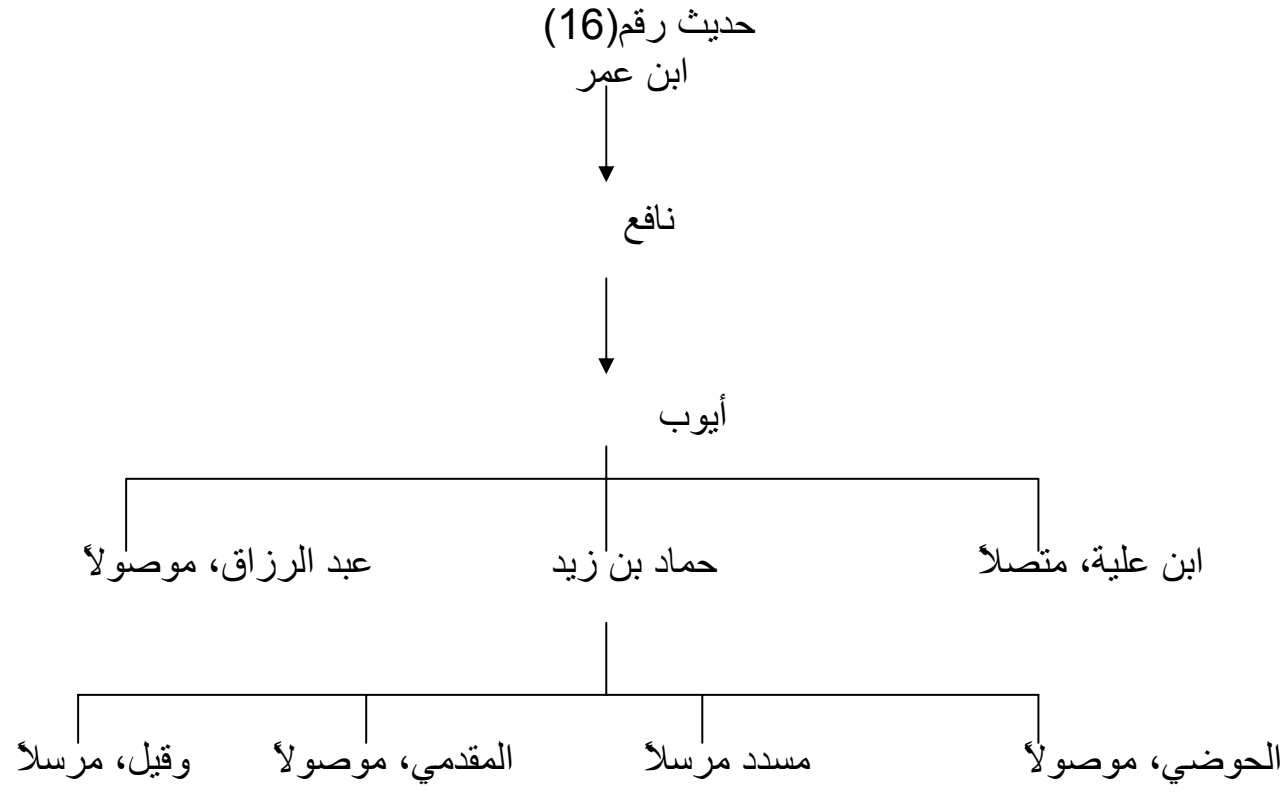 حديث رقم(16)
ابن عمر
نافع
أيوب
ابن علية، متصلاً
حماد بن زيد
عبد الرزاق، موصولاً
الحوضي، موصولاً
مسدد مرسلاً
المقدمي، موصولاً
وقيل، مرسلاً